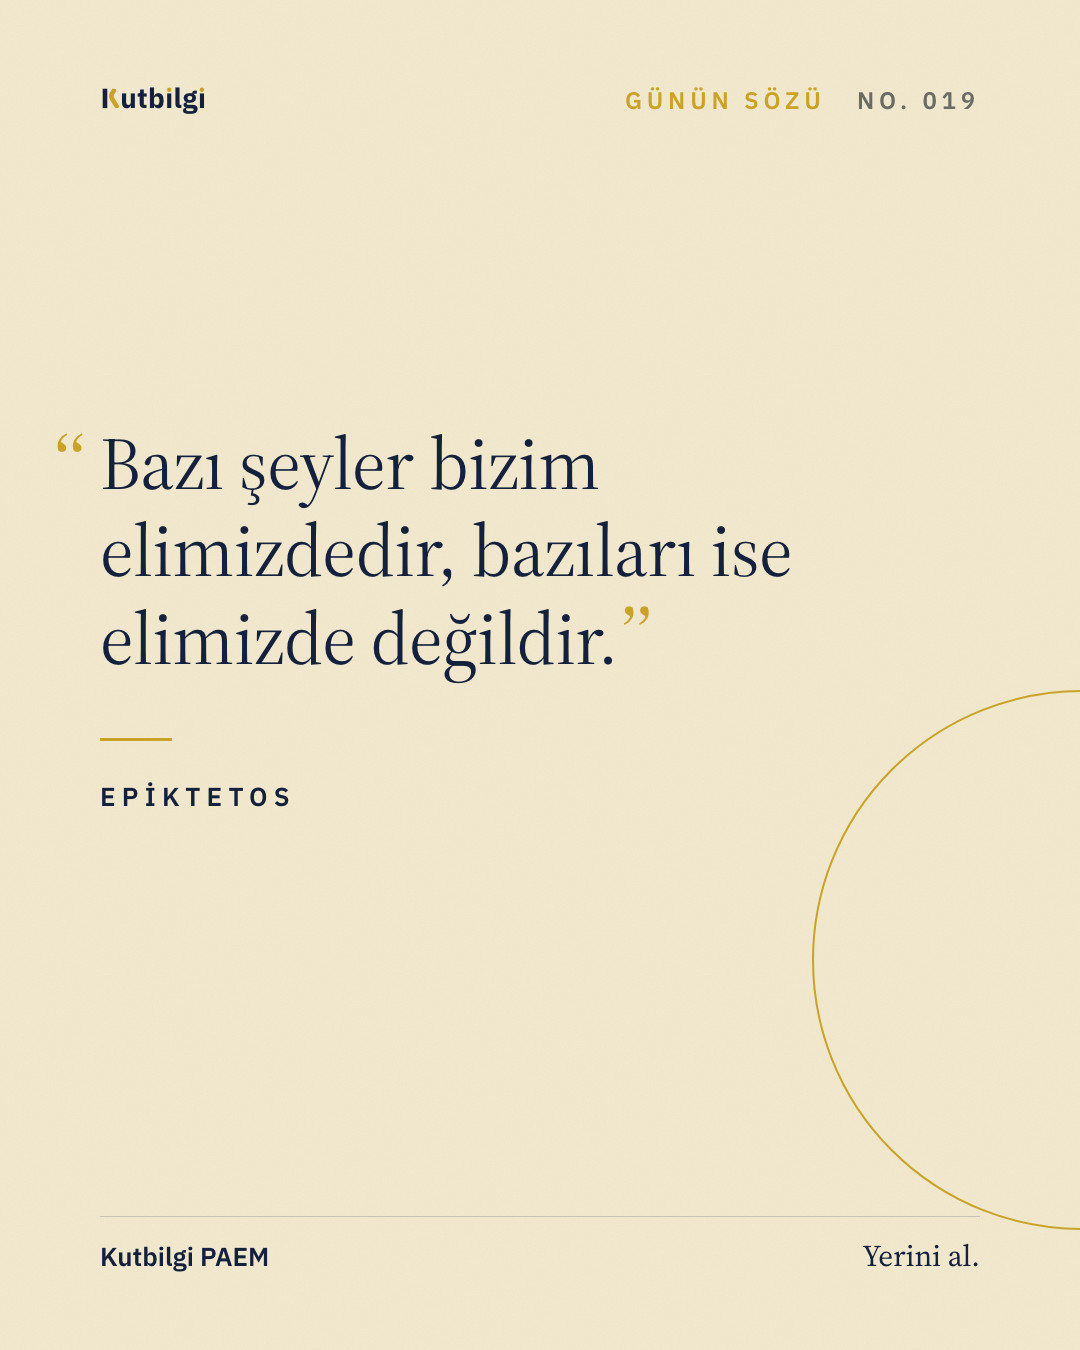 Kutbilgi
GÜNÜN SÖZÜ NO. 019
“Bazı şeyler bizim
elimizdedir, bazıları ise
elimizde değildir.”
EPİKTETOS
Kutbilgi PAEM
Yerini al.